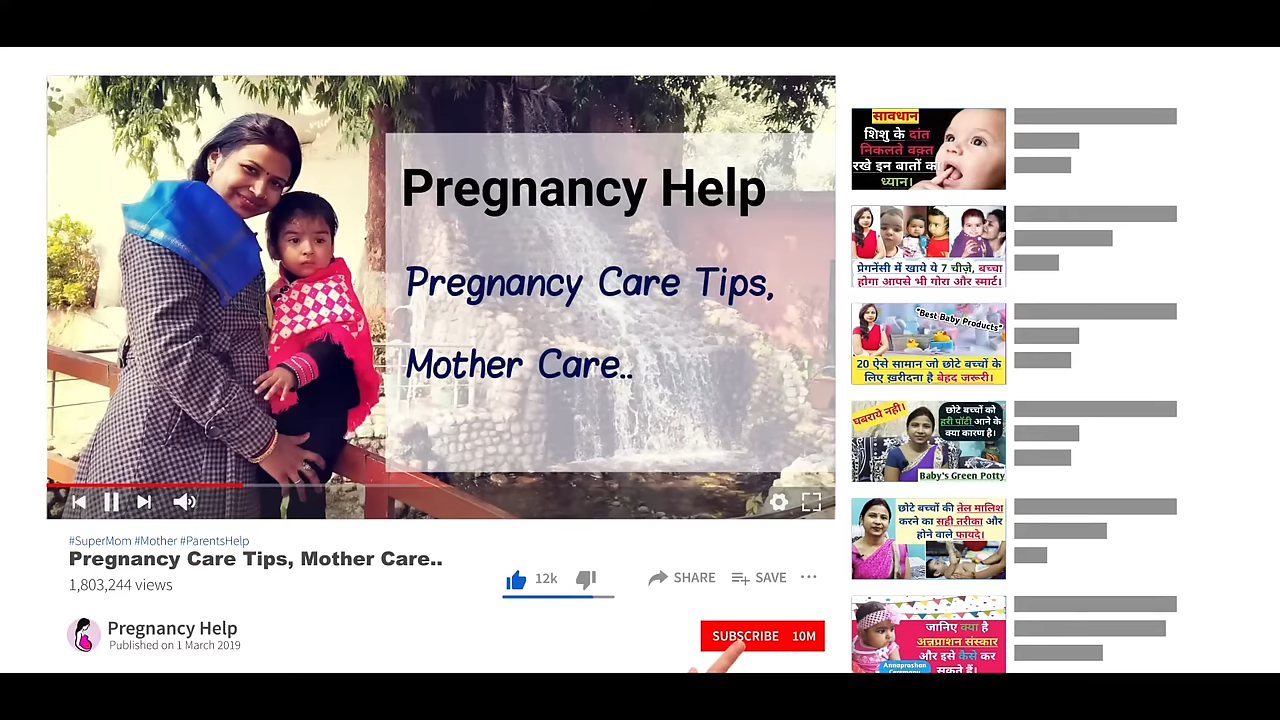 Pregnancy Help
Pregnancy Care Tips,
Mother Care..
#SuperMom #Mother #ParentsHelp
Pregnancy Care Tips, Mother Care..
1,803,244 views
12k
SHARE
SAVE
Pregnancy Help
Published on 1 March 2019
SUBSCRIBE 10M
सावधान
शिशु के दांत
निकलते वक़्त
रखे इन बातों का
ध्यान।
प्रेगनेंसी में खाये ये 7 चीज़े, बच्चा
होगा आपसे भी गोरा और स्मार्ट।
"Best Baby Products"
20 ऐसे सामान जो छोटे बच्चों के
लिए ख़रीदना है बेहद जरूरी।
घबराये नही।
छोटे बच्चों को
हरी पॉटी आने के
क्या कारण है।
Baby's Green Potty
छोटे बच्चों की तेल मालिश
करने का सही तरीका और
होने वाले फायदे।
जानिए क्या है
अन्नप्राशन संस्कार
और इसे कैसे कर
सकते हैं।
Annaprashan
Ceremony